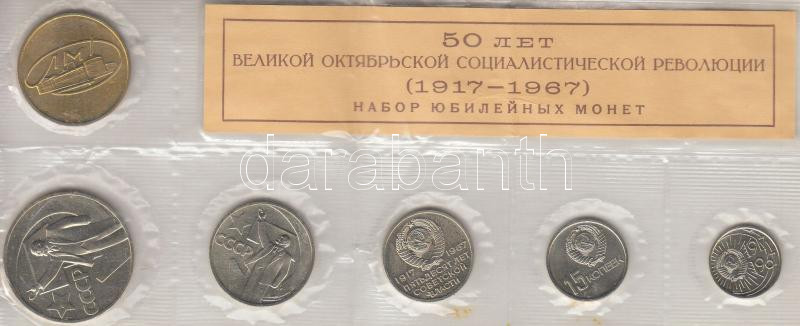 50 ЛЕТ
ВЕЛИКОЙ ОКТЯБРЬСКОЙ СОЦИАЛИСТИЧЕСКОЙ РЕВОЛЮЦИИ
(1917–1967)
НАБОР ЮБИЛЕЙНЫХ МОНЕТ
ЛМД
darabanth
СССР
СССР
1917 1967
ПЯТЬДЕСЯТ ЛЕТ
СОВЕТСКОЙ
ВЛАСТИ
15 КОПЕЕК